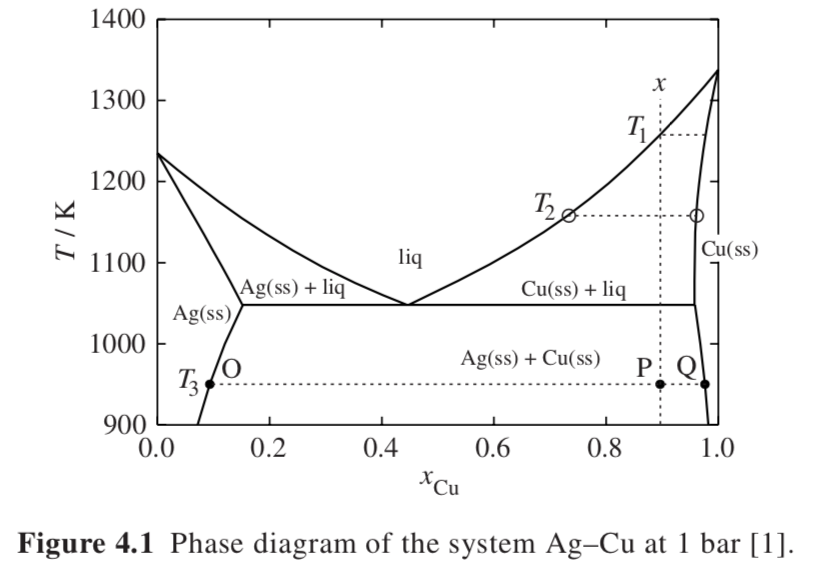 1400
1300
1200
1100
1000
900
T / K
x
T1
T2
liq
Cu(ss)
Ag(ss) + liq
Cu(ss) + liq
Ag(ss)
Ag(ss) + Cu(ss)
T3
O
P
Q
0.0 0.2 0.4 0.6 0.8 1.0
xCu
Figure 4.1 Phase diagram of the system Ag–Cu at 1 bar [1].